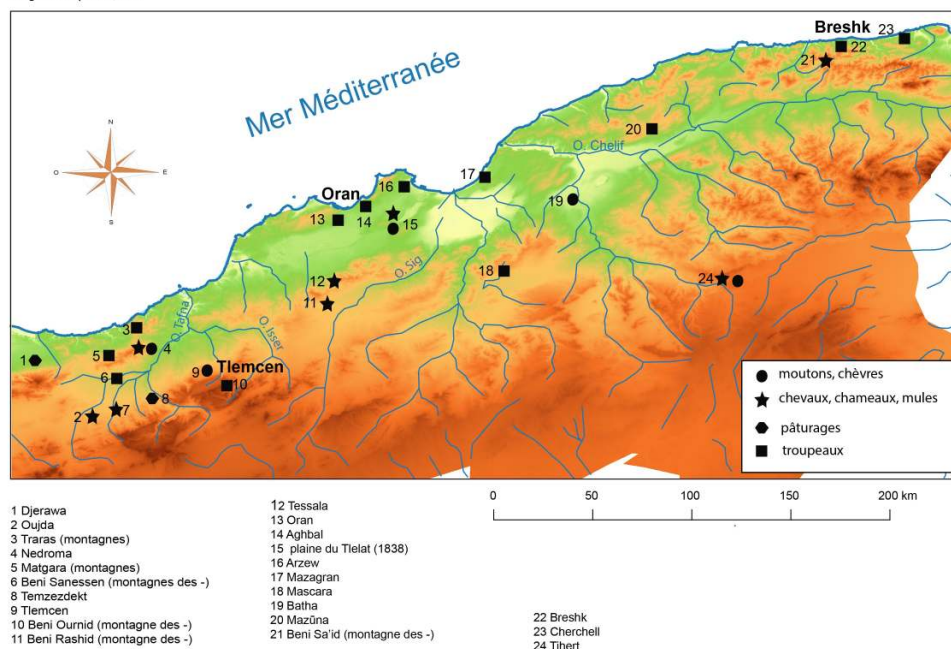 Breshk
23
22
21
Mer Méditerranée
20
O. Chelif
N
O
E
S
17
16
Oran
14
13
15
19
O. Sig
12
18
24
11
O. Tafna
O. Isser
3
1
5
4
Tlemcen
9
6
10
8
2
7
moutons, chèvres
chevaux, chameaux, mules
pâturages
troupeaux
0 50 100 150 200 km
1 Djerawa
2 Oujda
3 Traras (montagnes)
4 Nedroma
5 Matgara (montagnes)
6 Beni Sanessen (montagnes des -)
8 Temzezdekt
9 Tlemcen
10 Beni Ournid (montagne des -)
11 Beni Rashid (montagne des -)
12 Tessala
13 Oran
14 Aghbal
15 plaine du Tlelat (1838)
16 Arzew
17 Mazagran
18 Mascara
19 Batha
20 Mazūna
21 Beni Sa'id (montagne des -)
22 Breshk
23 Cherchell
24 Tihert